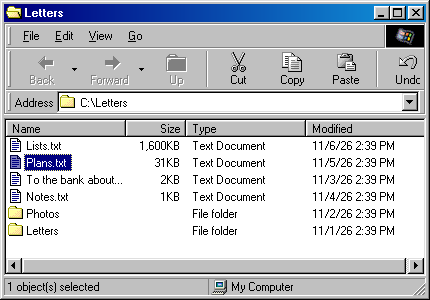 Letters
File Edit View Go
Back Forward Up Cut Copy Paste Undo
Address C:\Letters
Name Size Type Modified
Lists.txt 1,600KB Text Document 11/6/26 2:39 PM
Plans.txt 31KB Text Document 11/5/26 2:39 PM
To the bank about... 2KB Text Document 11/3/26 2:39 PM
Notes.txt 1KB Text Document 11/4/26 2:39 PM
Photos File folder 11/2/26 2:39 PM
Letters File folder 11/1/26 2:39 PM
1 object(s) selected My Computer